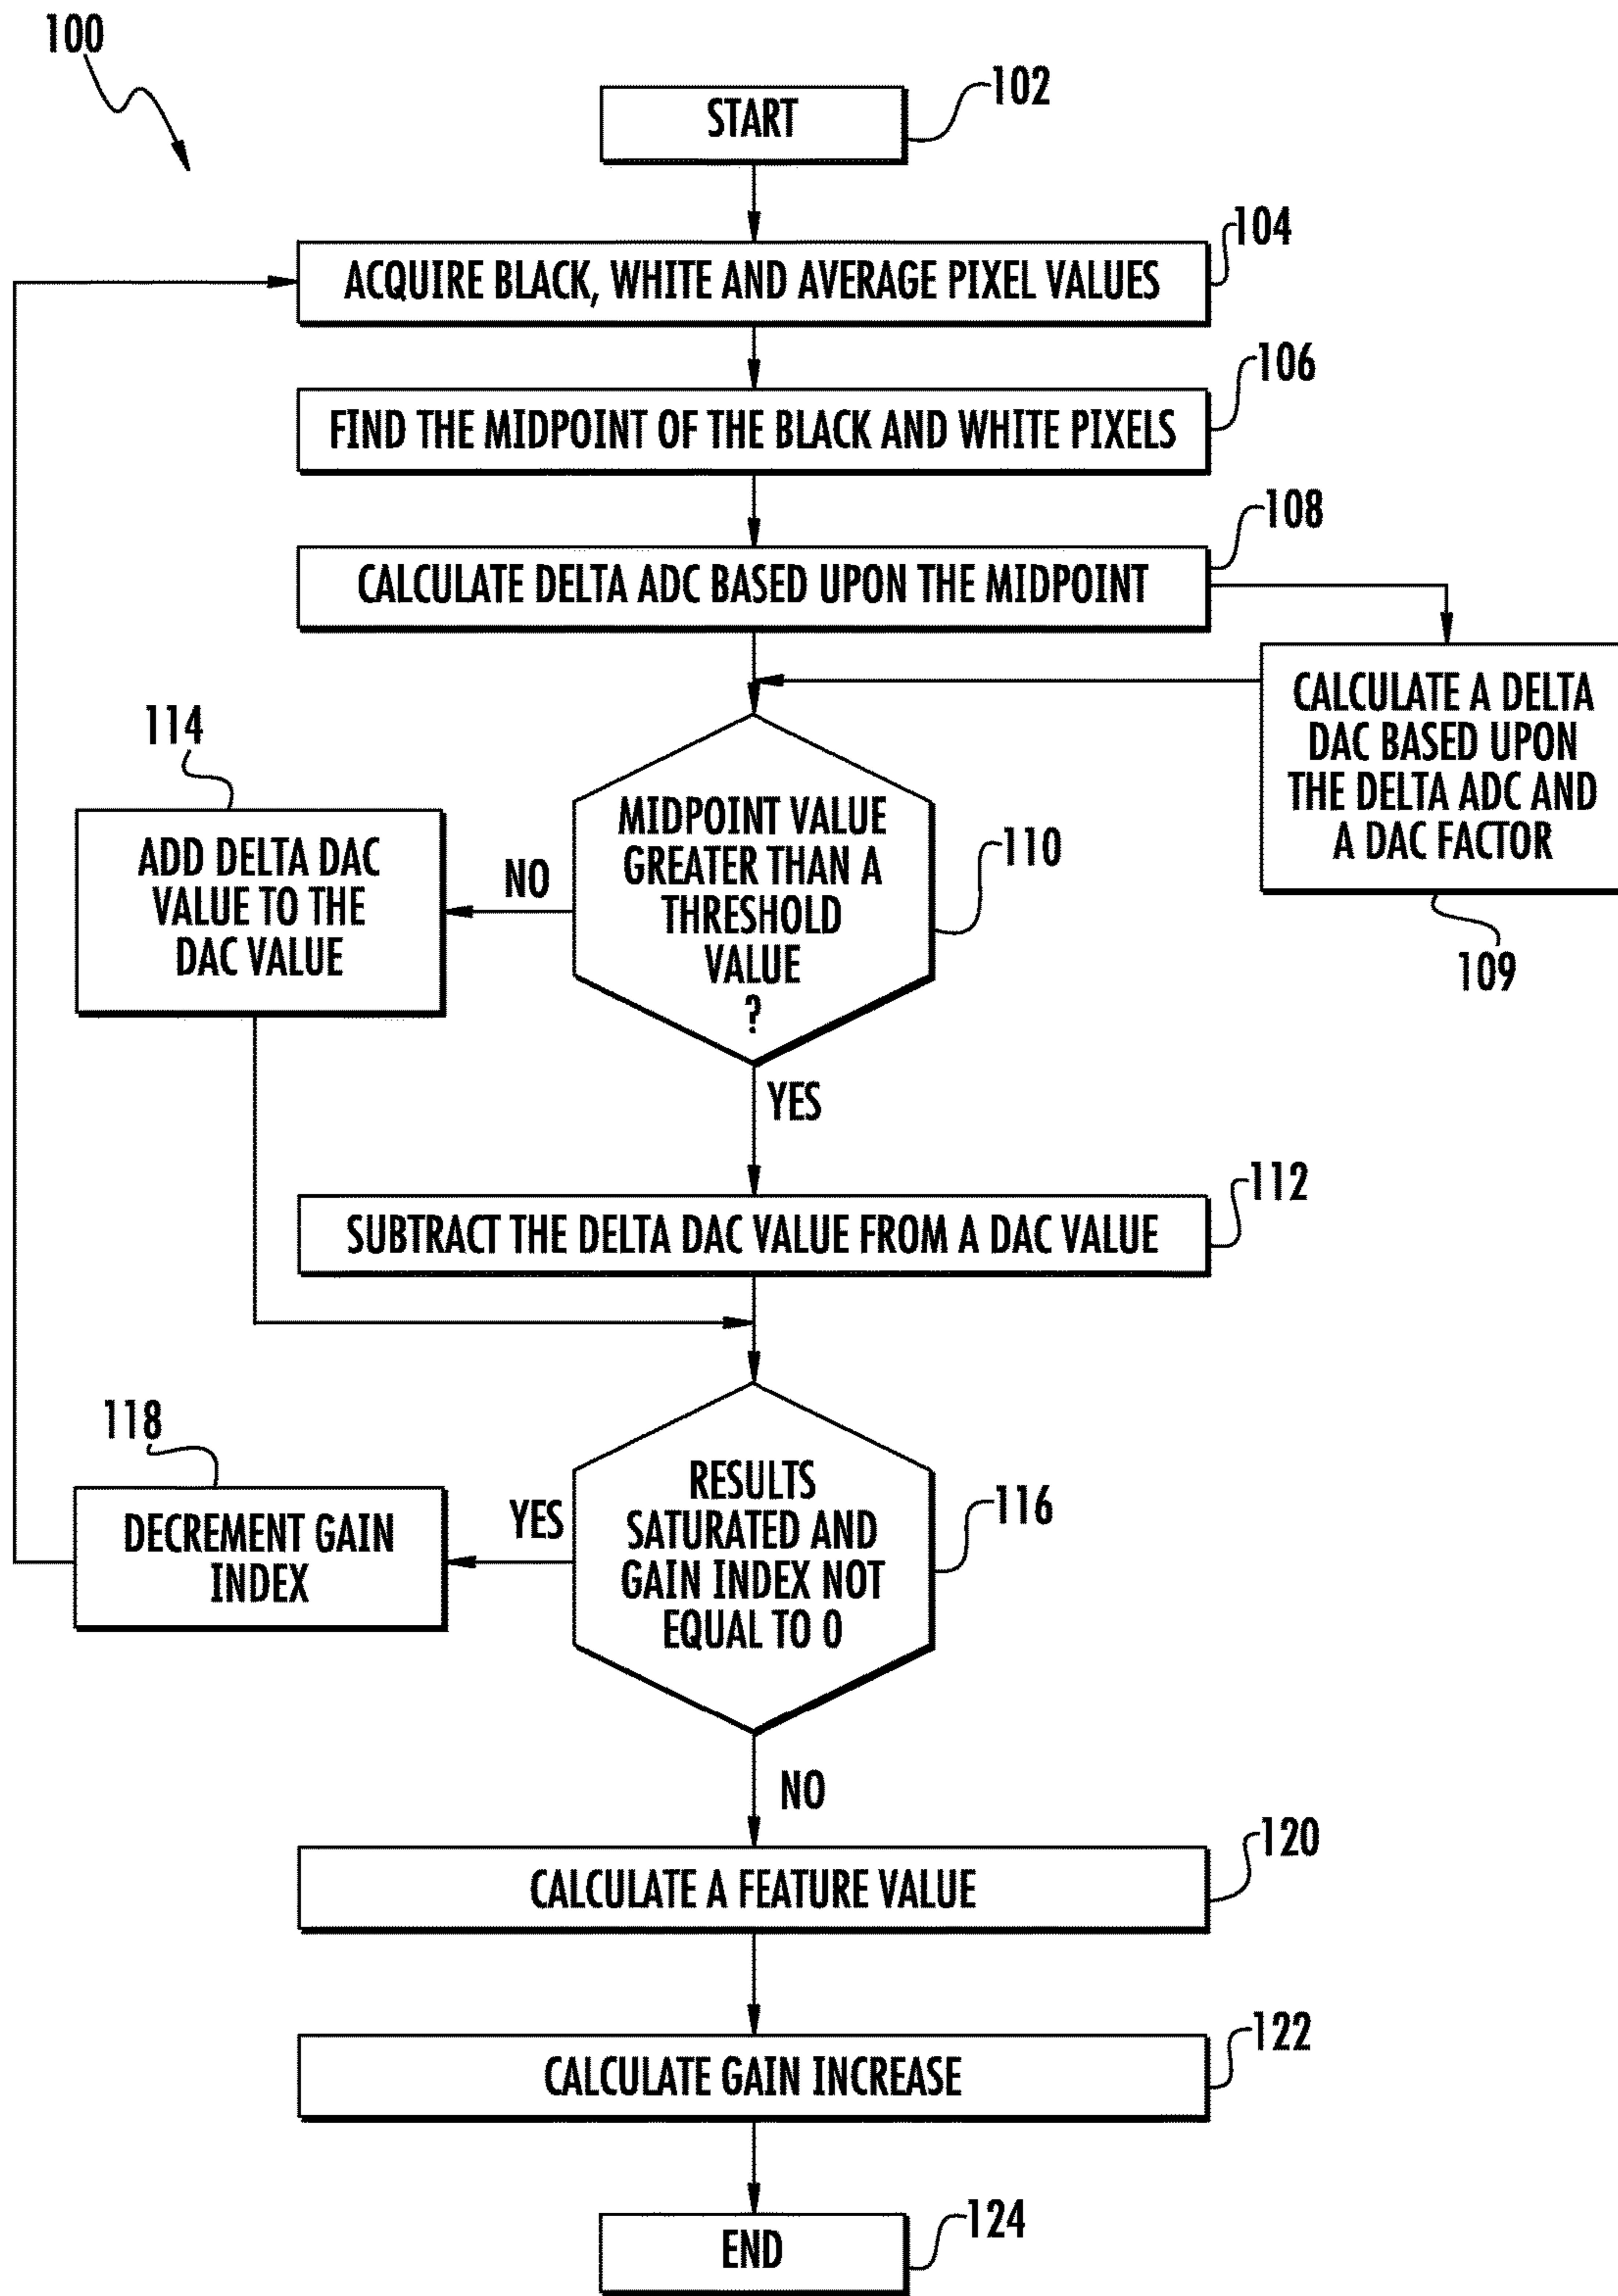 100
START
102
ACQUIRE BLACK, WHITE AND AVERAGE PIXEL VALUES
104
FIND THE MIDPOINT OF THE BLACK AND WHITE PIXELS
106
CALCULATE DELTA ADC BASED UPON THE MIDPOINT
108
CALCULATE A DELTA
DAC BASED UPON
THE DELTA ADC AND
A DAC FACTOR
109
MIDPOINT VALUE
GREATER THAN A
THRESHOLD
VALUE
?
110
NO
114
ADD DELTA DAC
VALUE TO THE
DAC VALUE
YES
SUBTRACT THE DELTA DAC VALUE FROM A DAC VALUE
112
RESULTS
SATURATED AND
GAIN INDEX NOT
EQUAL TO 0
116
YES
118
DECREMENT GAIN
INDEX
NO
CALCULATE A FEATURE VALUE
120
CALCULATE GAIN INCREASE
122
END
124